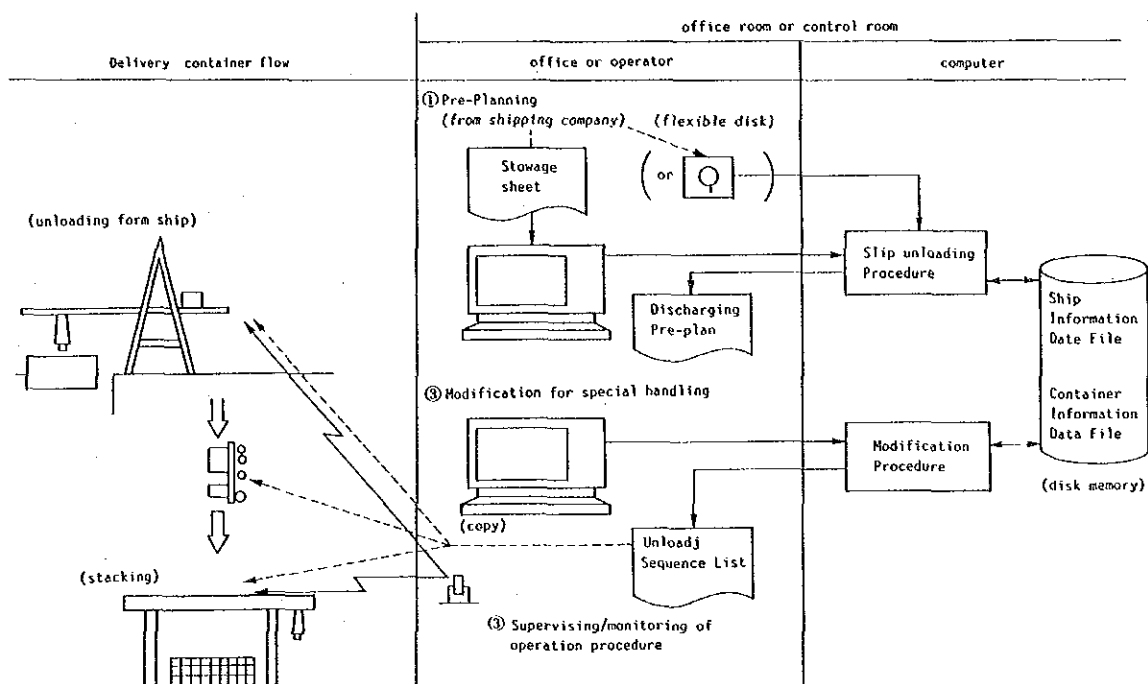 office room or control room
Delivery container flow
office or operator
computer
① Pre-Planning
(from shipping company)
(flexible disk)
Stowage
sheet
(or )
(unloading form ship)
Slip unloading
Procedure
Discharging
Pre-plan
Ship
Information
Date File
Container
Information
Data File
(disk memory)
③ Modification for special handling
Modification
Procedure
(copy)
Unloadj
Sequence List
(stacking)
③ Supervising/monitoring of
operation procedure